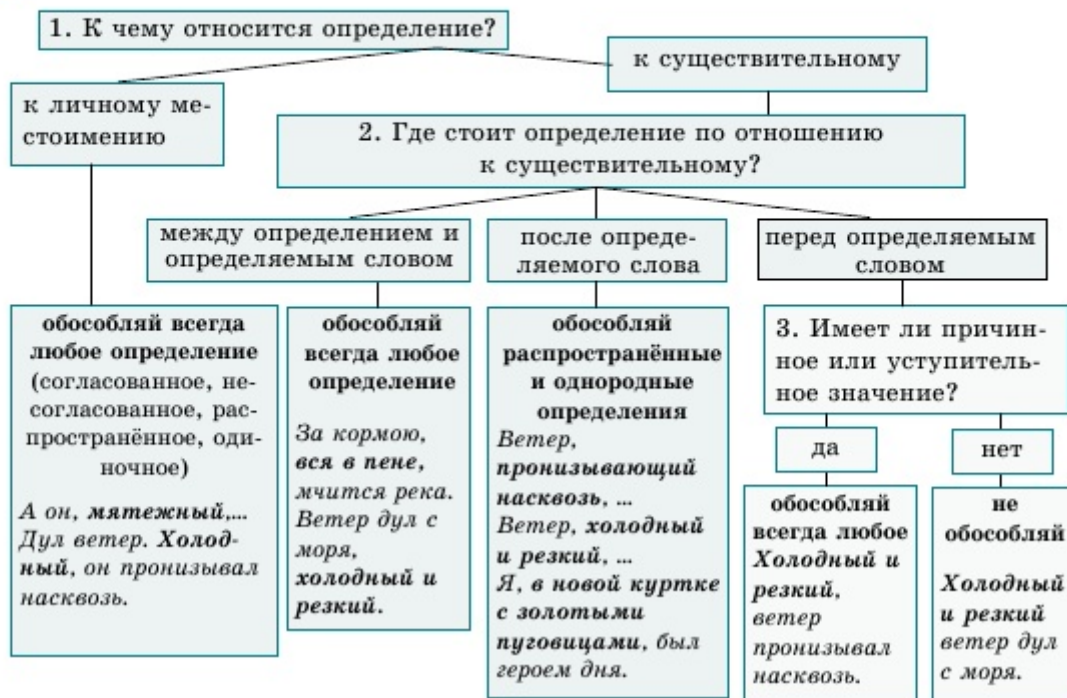 1. К чему относится определение?
к существительному
к личному ме-
стоимению
2. Где стоит определение по отношению
к существительному?
между определением и
определяемым словом
после опреде-
ляемого слова
перед определяемым
словом
обособляй всегда
любое определение
(согласованное, не-
согласованное, рас-
пространённое, оди-
ночное)
А он, мятежный,...
Дул ветер. Холод-
ный, он пронизывал
насквозь.
обособляй
всегда любое
определение
За кормою,
вся в пене,
мчится река.
Ветер дул с
моря,
холодный и
резкий.
обособляй
распространённые
и однородные
определения
Ветер,
пронизывающий
насквозь, ...
Ветер, холодный
и резкий, ...
Я, в новой куртке
с золотыми
пуговицами, был
героем дня.
3. Имеет ли причин-
ное или уступитель-
ное значение?
да
нет
обособляй
всегда любое
Холодный и
резкий,
ветер
пронизывал
насквозь.
не
обособляй
Холодный
и резкий
ветер дул
с моря.